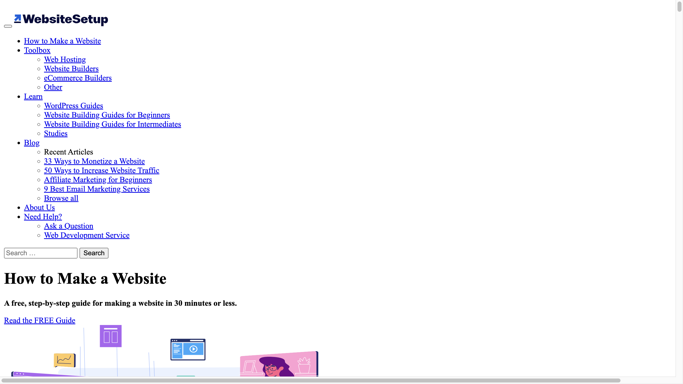 WebsiteSetup
How to Make a Website
Toolbox
Web Hosting
Website Builders
eCommerce Builders
Other
Learn
WordPress Guides
Website Building Guides for Beginners
Website Building Guides for Intermediates
Studies
Blog
Recent Articles
33 Ways to Monetize a Website
50 Ways to Increase Website Traffic
Affiliate Marketing for Beginners
9 Best Email Marketing Services
Browse all
About Us
Need Help?
Ask a Question
Web Development Service
Search …
Search
How to Make a Website
A free, step-by-step guide for making a website in 30 minutes or less.
Read the FREE Guide